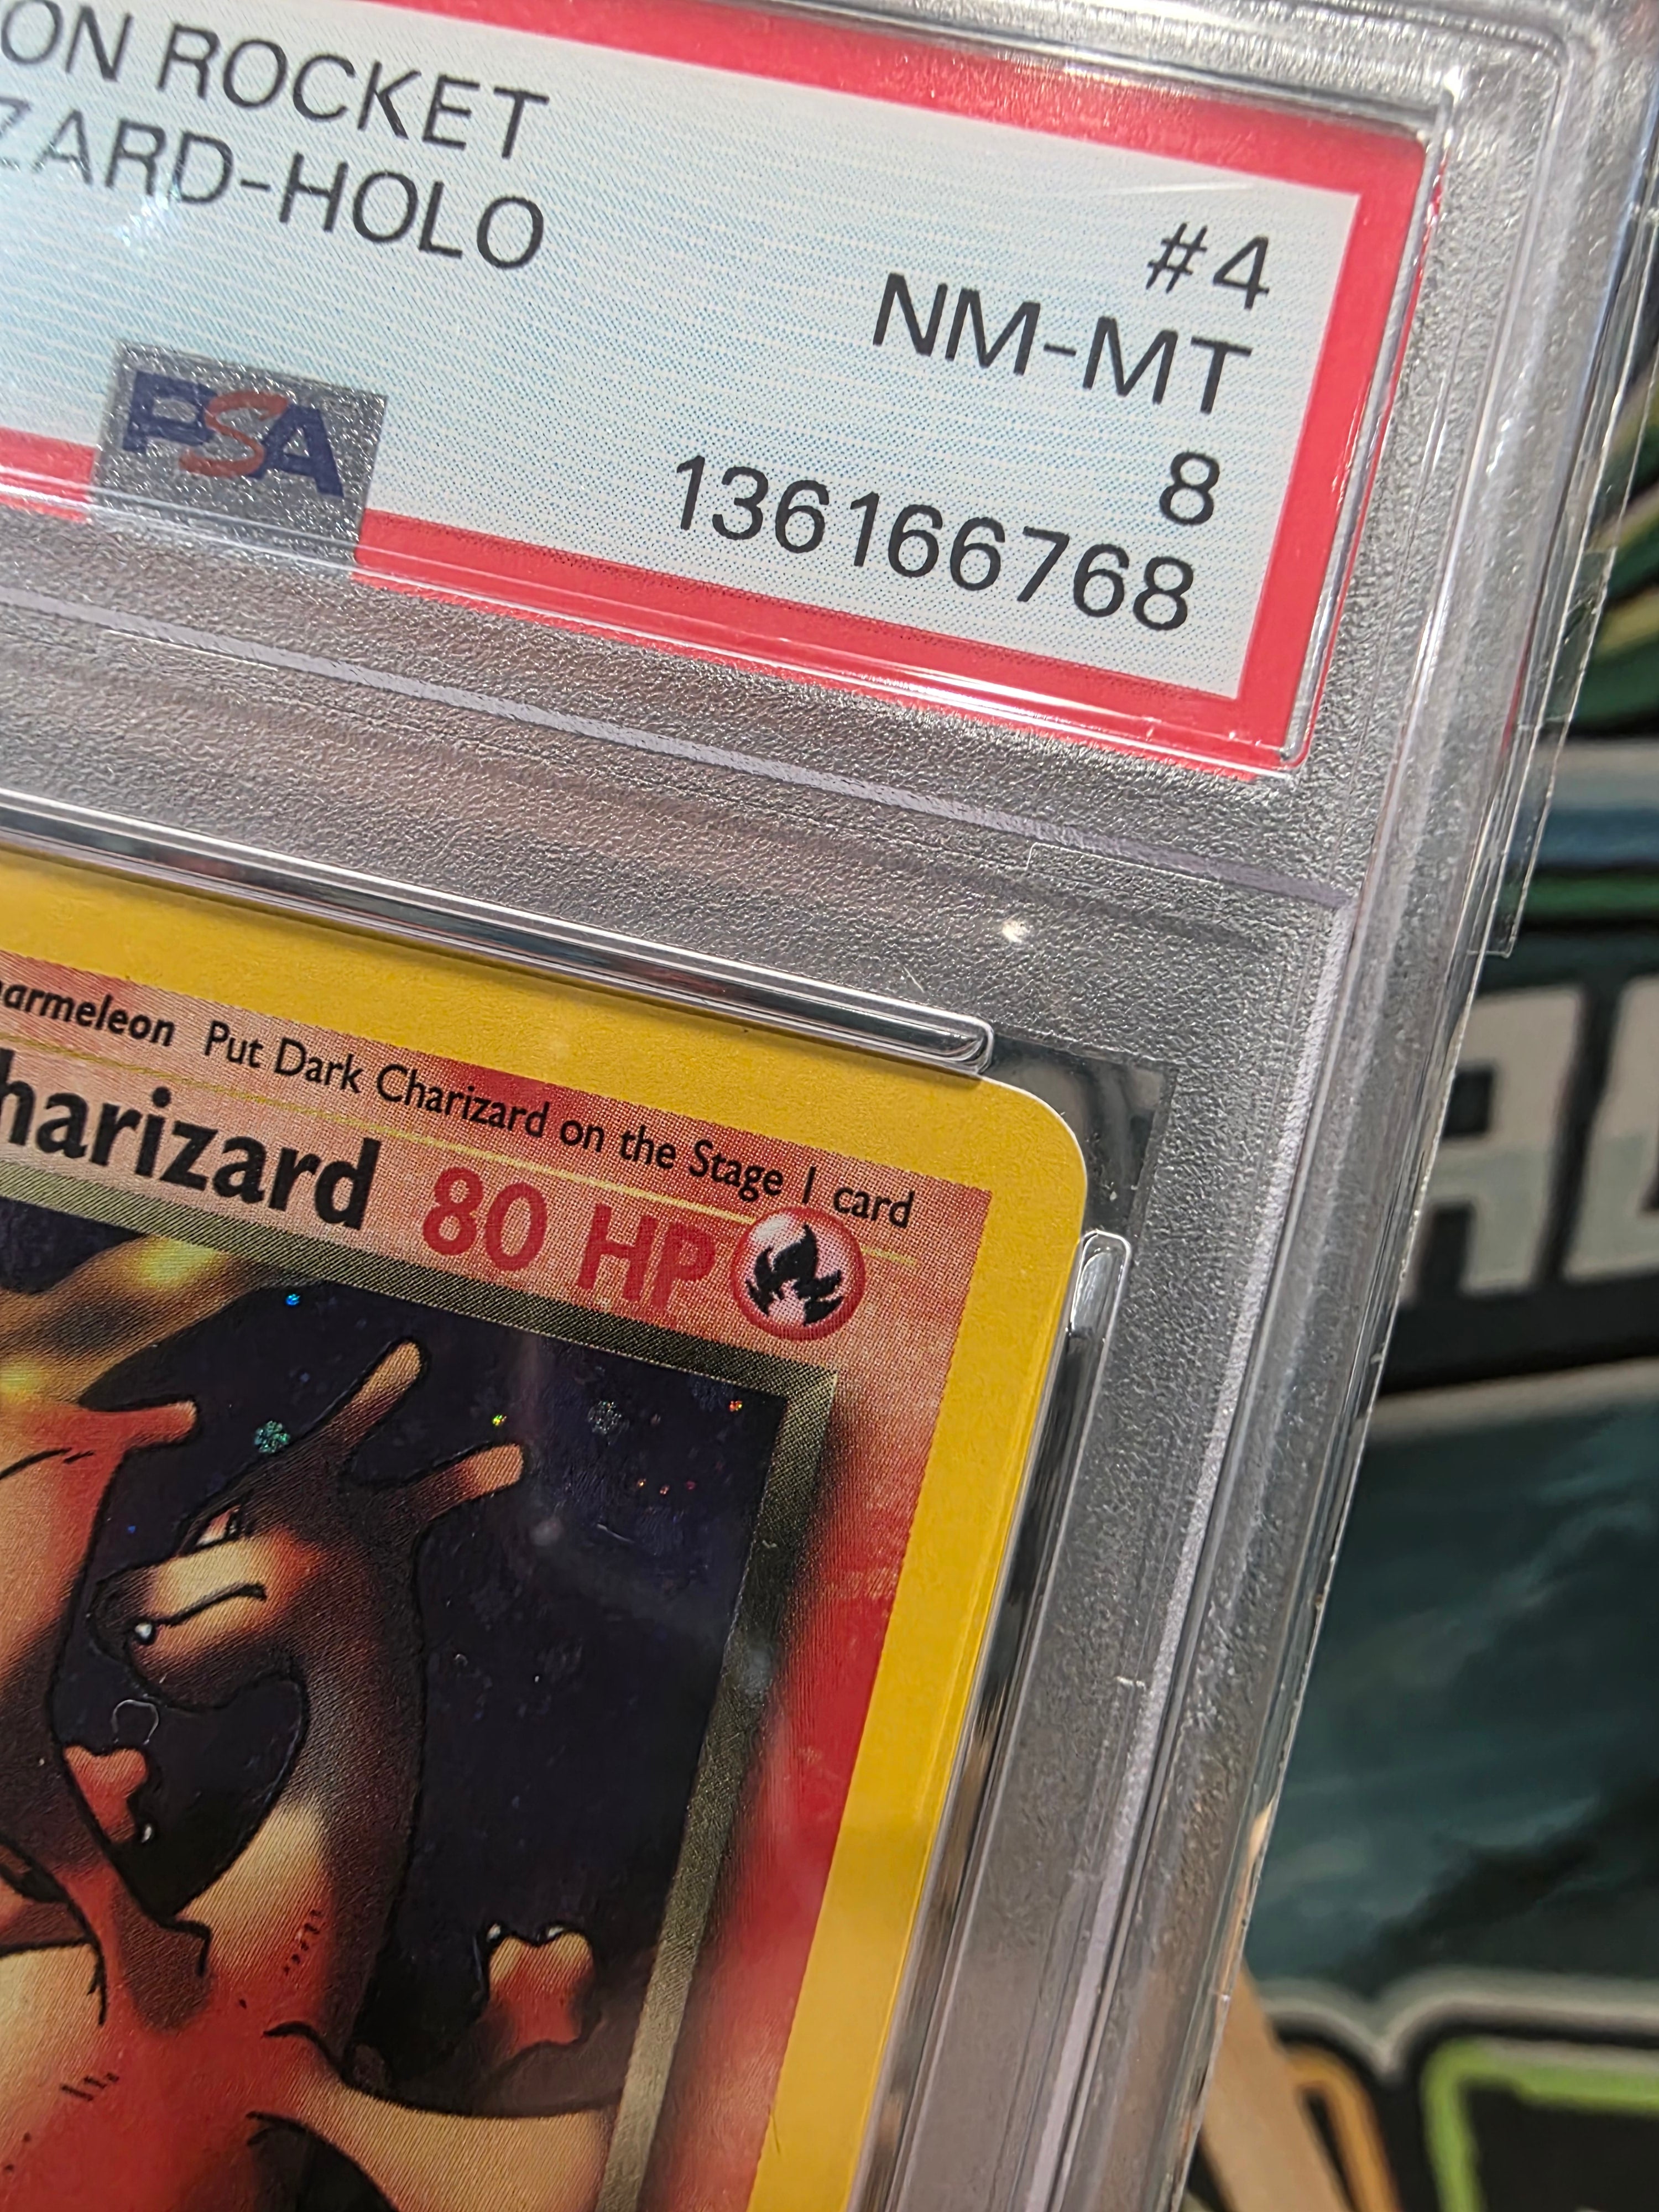 ON ROCKET
ZARD-HOLO
#4
NM-MT
8
PSA
136166768
armeleon Put Dark Charizard on the Stage 1 card
harizard 80 HP